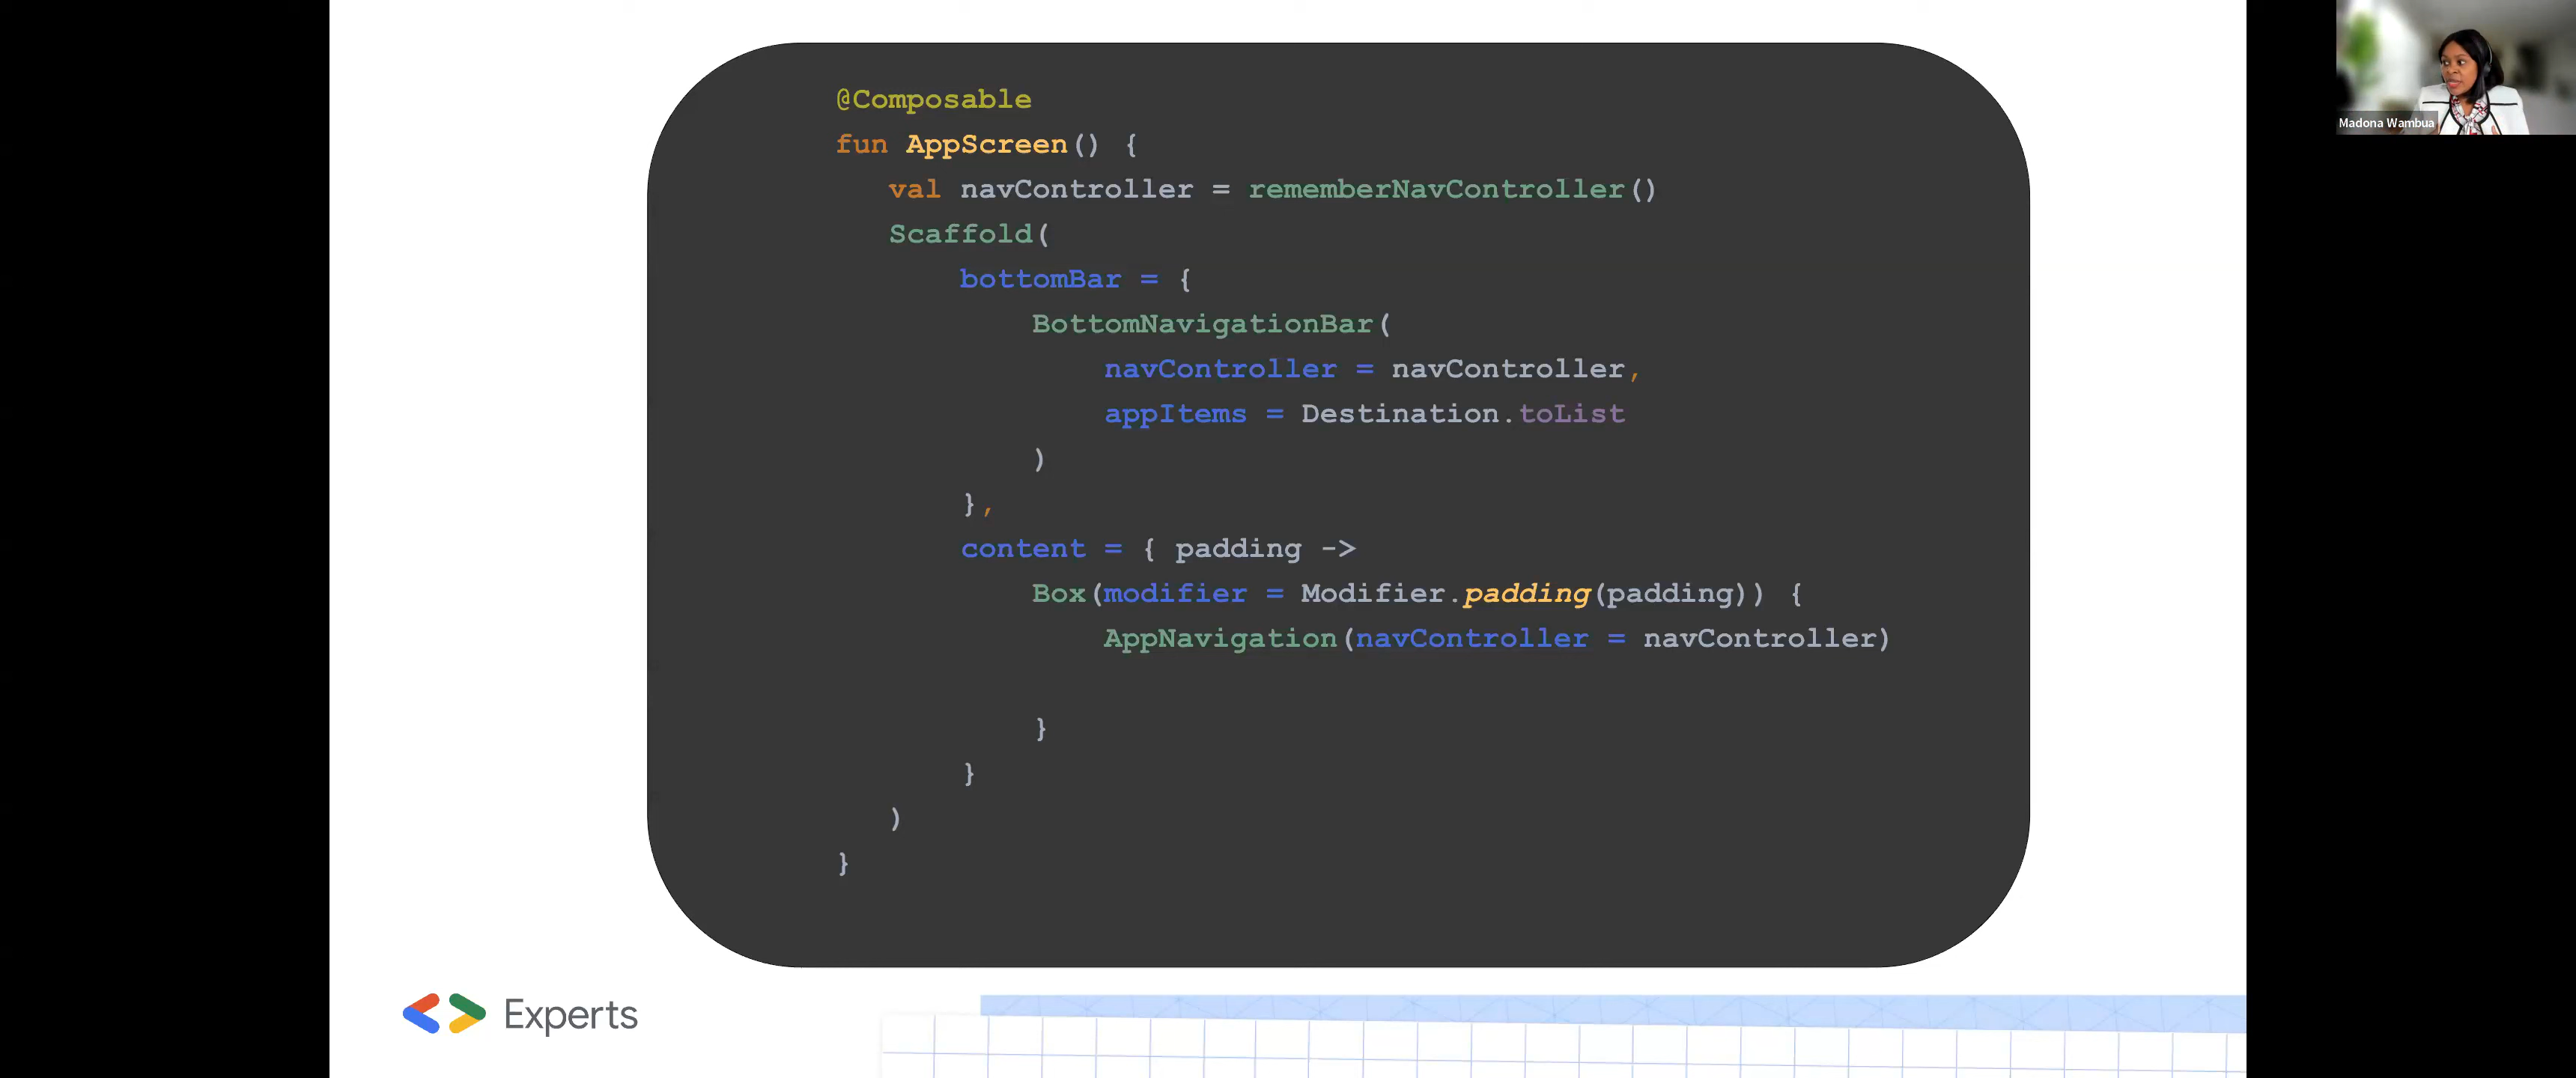 @Composable
fun AppScreen() {
val navController = rememberNavController()
Scaffold(
bottomBar = {
BottomNavigationBar(
navController = navController,
appItems = Destination.toList
)
},
content = { padding ->
Box(modifier = Modifier.padding(padding)) {
AppNavigation(navController = navController)
}
}
)
}
Experts
Madona Wambua